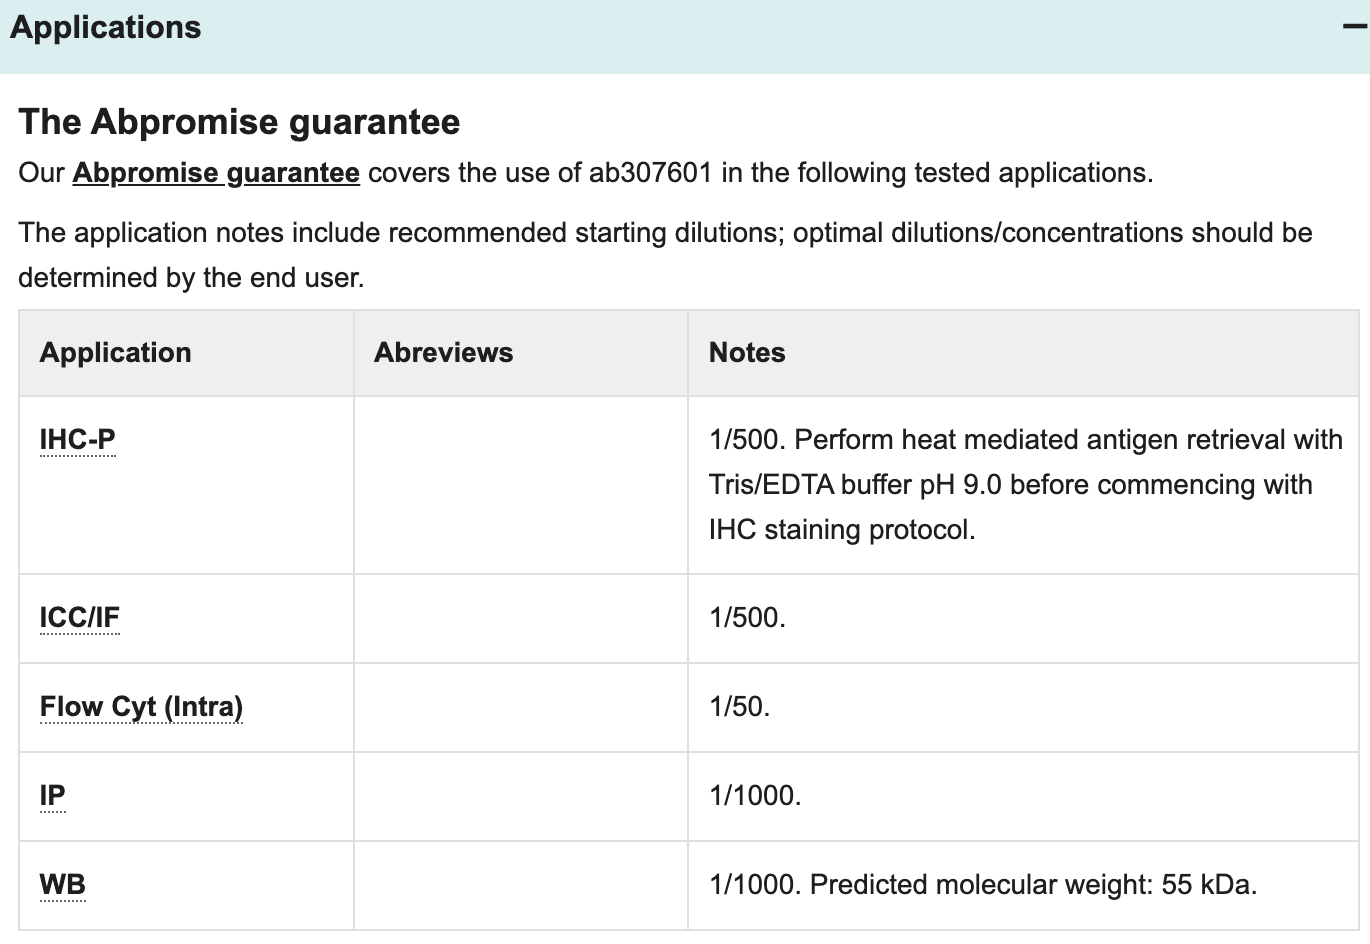 Applications
The Abpromise guarantee
Our Abpromise guarantee covers the use of ab307601 in the following tested applications.
The application notes include recommended starting dilutions; optimal dilutions/concentrations should be
determined by the end user.
Application Abreviews Notes
IHC-P 1/500. Perform heat mediated antigen retrieval with
Tris/EDTA buffer pH 9.0 before commencing with
IHC staining protocol.
ICC/IF 1/500.
Flow Cyt (Intra) 1/50.
IP 1/1000.
WB 1/1000. Predicted molecular weight: 55 kDa.